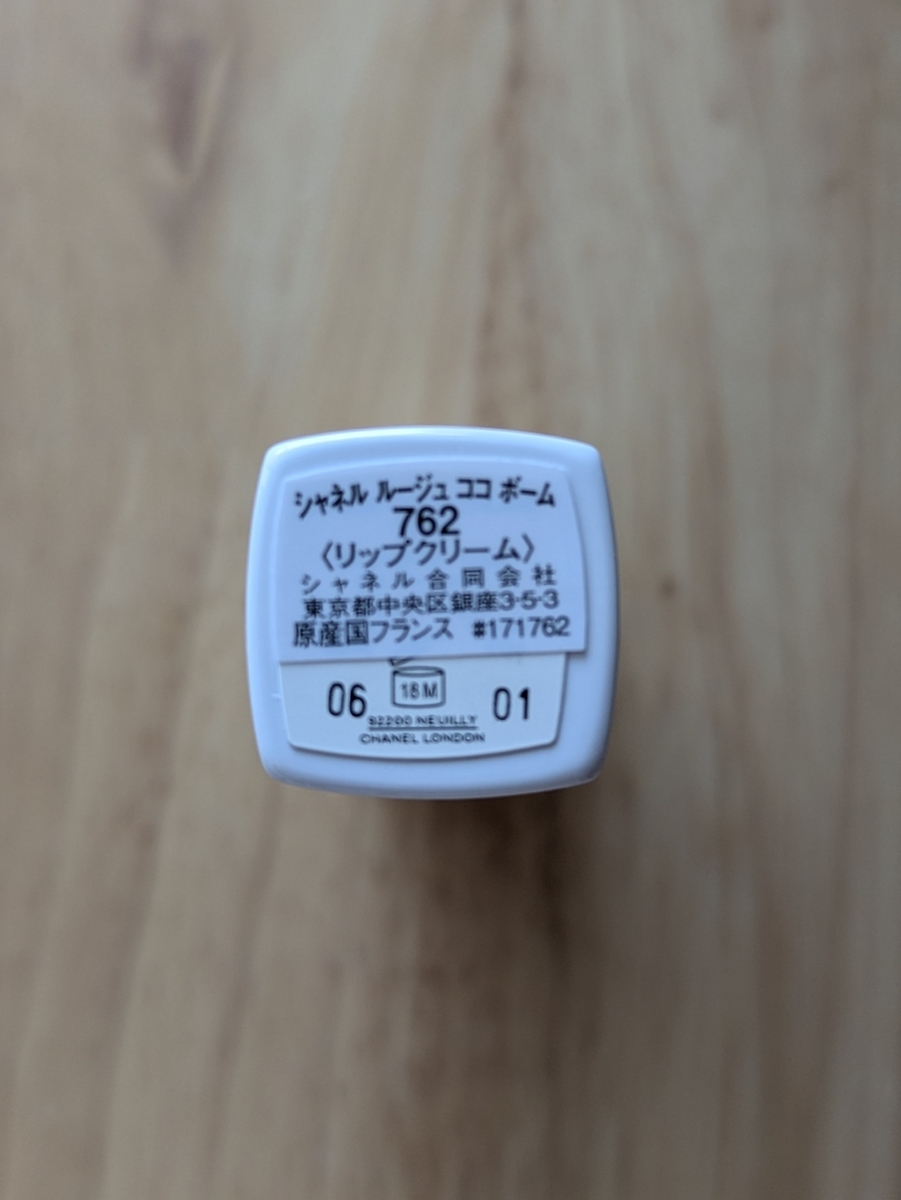 シャネル ルージュ ココ ボーム
762
〈リップクリーム〉
シャネル合同会社
東京都中央区銀座3-5-3
原産国フランス #171762
06 18M 01
92200 NEUILLY
CHANEL LONDON